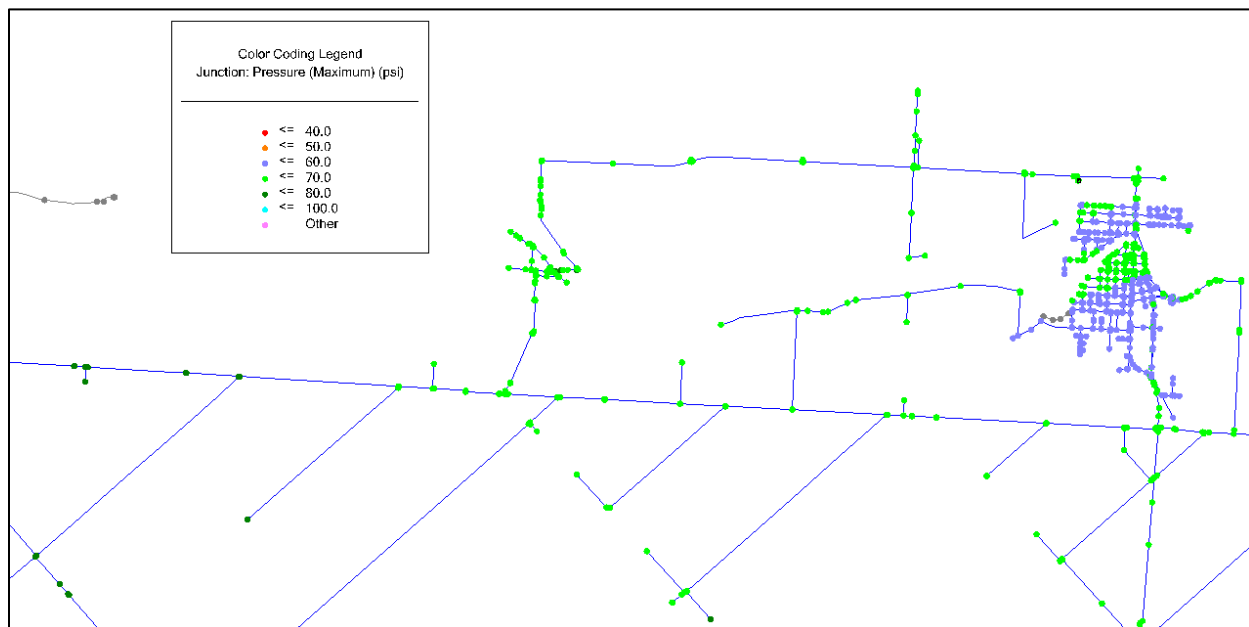 Color Coding Legend
Junction: Pressure (Maximum) (psi)
<= 40.0
<= 50.0
<= 60.0
<= 70.0
<= 80.0
<= 100.0
Other